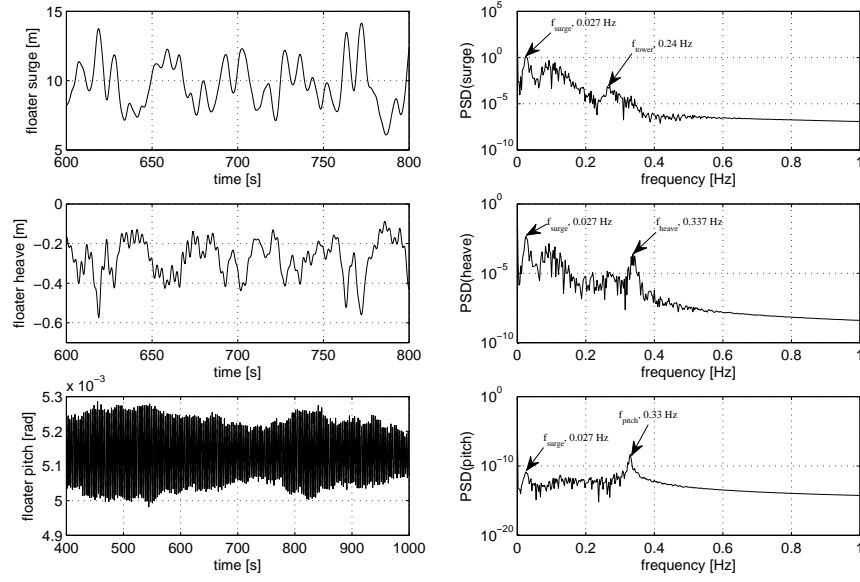 15
10
5
600 650 700 750 800
time [s]
floater surge [m]
10^5
10^0
10^−5
10^−10
0 0.2 0.4 0.6 0.8 1
frequency [Hz]
PSD(surge)
f_surge, 0.027 Hz
f_tower, 0.24 Hz
0
−0.2
−0.4
−0.6
600 650 700 750 800
time [s]
floater heave [m]
10^0
10^−5
10^−10
0 0.2 0.4 0.6 0.8 1
frequency [Hz]
PSD(heave)
f_surge, 0.027 Hz
f_heave, 0.337 Hz
x 10^−3
5.3
5.2
5.1
5
4.9
400 500 600 700 800 900 1000
time [s]
floater pitch [rad]
10^0
10^−10
10^−20
0 0.2 0.4 0.6 0.8 1
frequency [Hz]
PSD(pitch)
f_surge, 0.027 Hz
f_pitch, 0.33 Hz